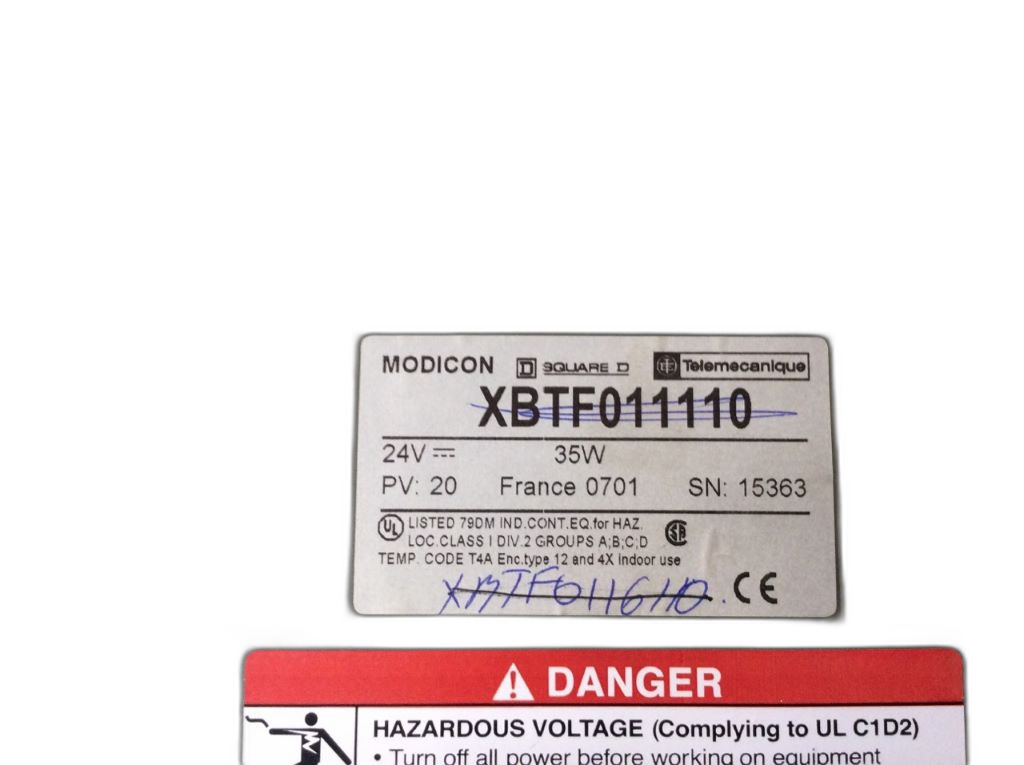 MODICON SQUARE D Telemecanique
XBTF011110
24V 35W
PV: 20 France 0701 SN: 15363
UL LISTED 79DM IND.CONT.EQ.for HAZ.
LOC.CLASS I DIV.2 GROUPS A;B;C;D
TEMP. CODE T4A Enc.type 12 and 4X Indoor use
XBTF011610. CE
DANGER
HAZARDOUS VOLTAGE (Complying to UL C1D2)
• Turn off all power before working on equipment